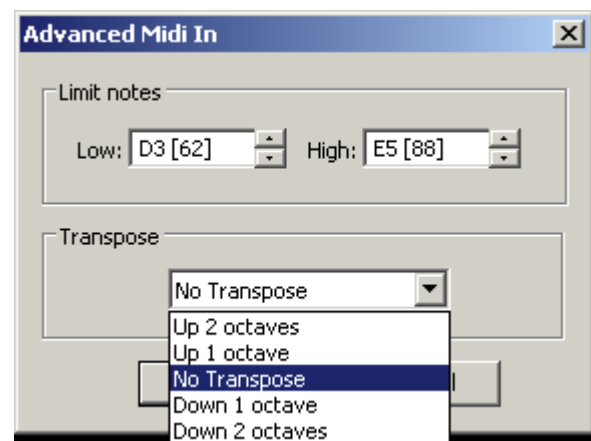 Advanced Midi In
Limit notes
Low: D3 [62] High: E5 [88]
Transpose
No Transpose
Up 2 octaves
Up 1 octave
No Transpose
Down 1 octave
Down 2 octaves